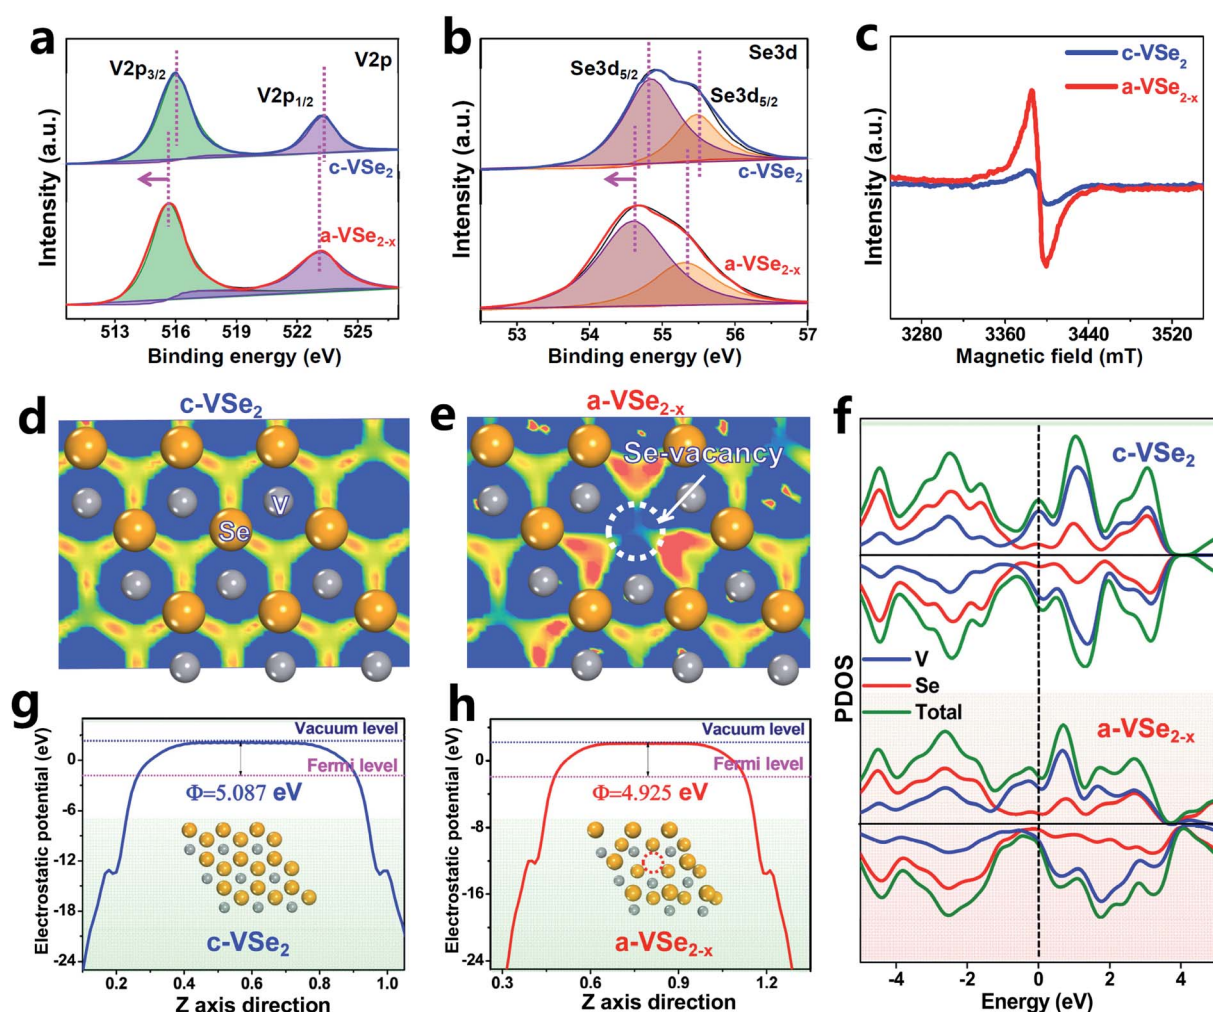 a
V2p
V2p3/2
V2p1/2
c-VSe2
a-VSe2-x
Intensity (a.u.)
513 516 519 522 525
Binding energy (eV)
b
Se3d
Se3d5/2
Se3d5/2
c-VSe2
a-VSe2-x
Intensity (a.u.)
53 54 55 56 57
Binding energy (eV)
c
c-VSe2
a-VSe2-x
Intensity (a.u.)
3280 3360 3440 3520
Magnetic field (mT)
d
c-VSe2
V
Se
e
a-VSe2-x
Se-vacancy
f
c-VSe2
V
Se
Total
a-VSe2-x
PDOS
-4 -2 0 2 4
Energy (eV)
g
Vacuum level
Fermi level
Φ=5.087 eV
c-VSe2
Electrostatic potential (eV)
0
-6
-12
-18
-24
0.2 0.4 0.6 0.8 1.0
Z axis direction
h
Vacuum level
Fermi level
Φ=4.925 eV
a-VSe2-x
Electrostatic potential (eV)
0
-8
-16
-24
0.3 0.6 0.9 1.2
Z axis direction